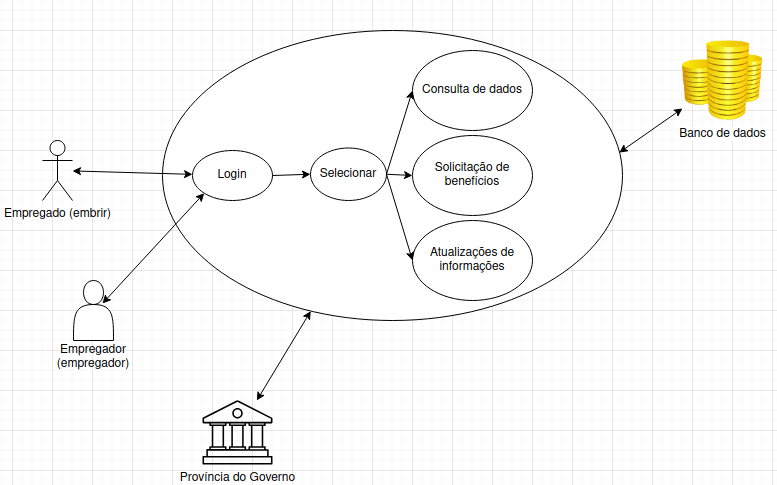 Consulta de dados
Banco de dados
Login
Selecionar
Solicitação de
benefícios
Empregado (embrir)
Atualizações de
informações
Empregador
(empregador)
Província do Governo